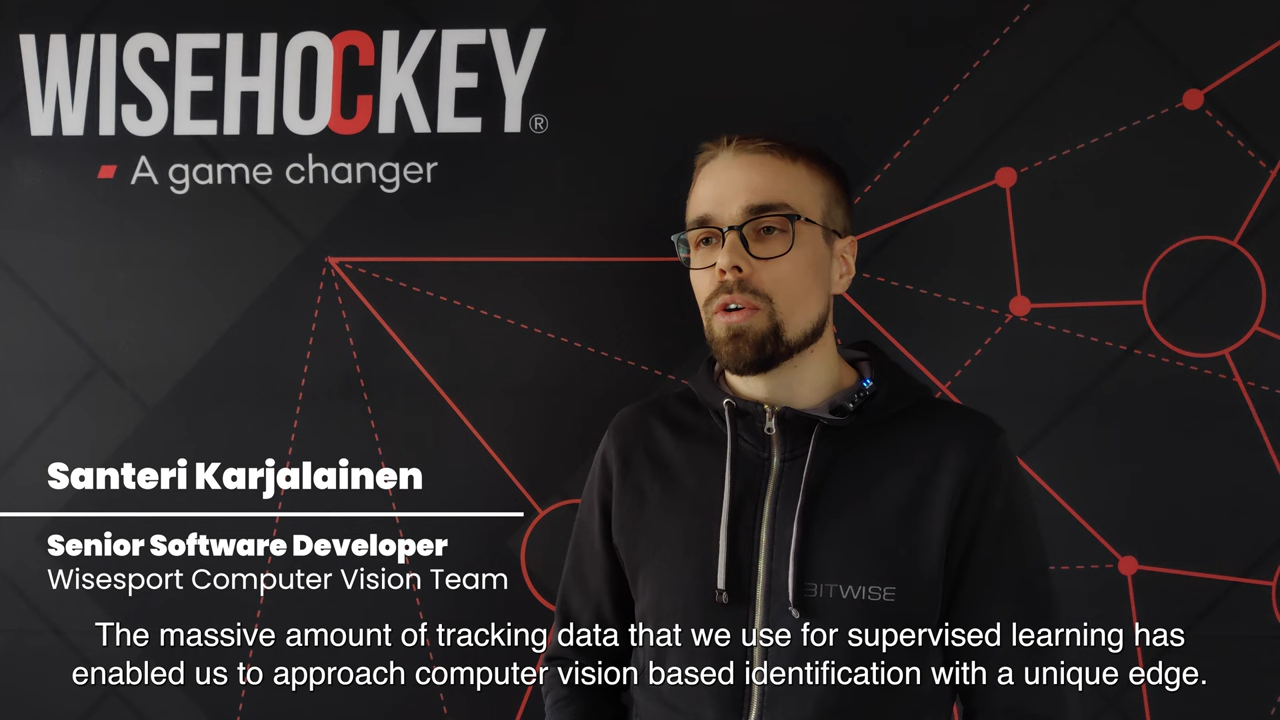 WISEHOCKEY®
A game changer
Santeri Karjalainen
Senior Software Developer
Wisesport Computer Vision Team
BITWISE
The massive amount of tracking data that we use for supervised learning has
enabled us to approach computer vision based identification with a unique edge.